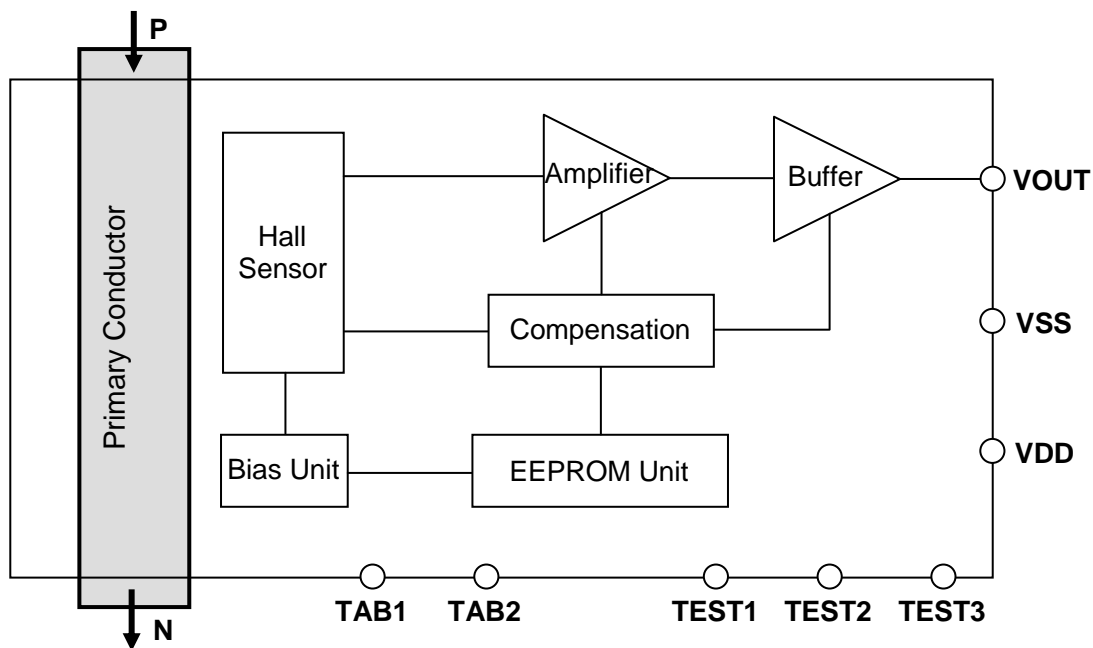 P
Primary Conductor
Hall
Sensor
Amplifier
Buffer
VOUT
Compensation
VSS
Bias Unit
EEPROM Unit
VDD
TAB1
TAB2
TEST1
TEST2
TEST3
N